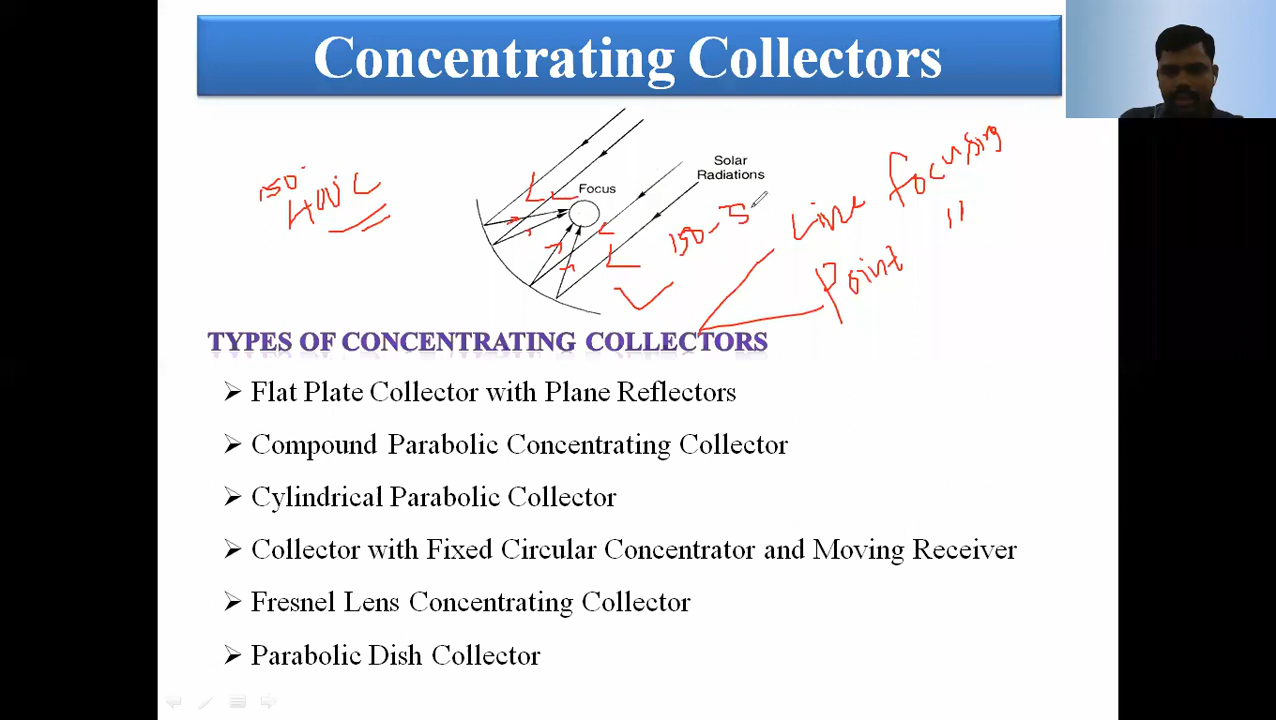 Concentrating Collectors
Solar
Radiations
Focus
150°
400°C
150-5
Line focusing
Point "
TYPES OF CONCENTRATING COLLECTORS
➢ Flat Plate Collector with Plane Reflectors
➢ Compound Parabolic Concentrating Collector
➢ Cylindrical Parabolic Collector
➢ Collector with Fixed Circular Concentrator and Moving Receiver
➢ Fresnel Lens Concentrating Collector
➢ Parabolic Dish Collector